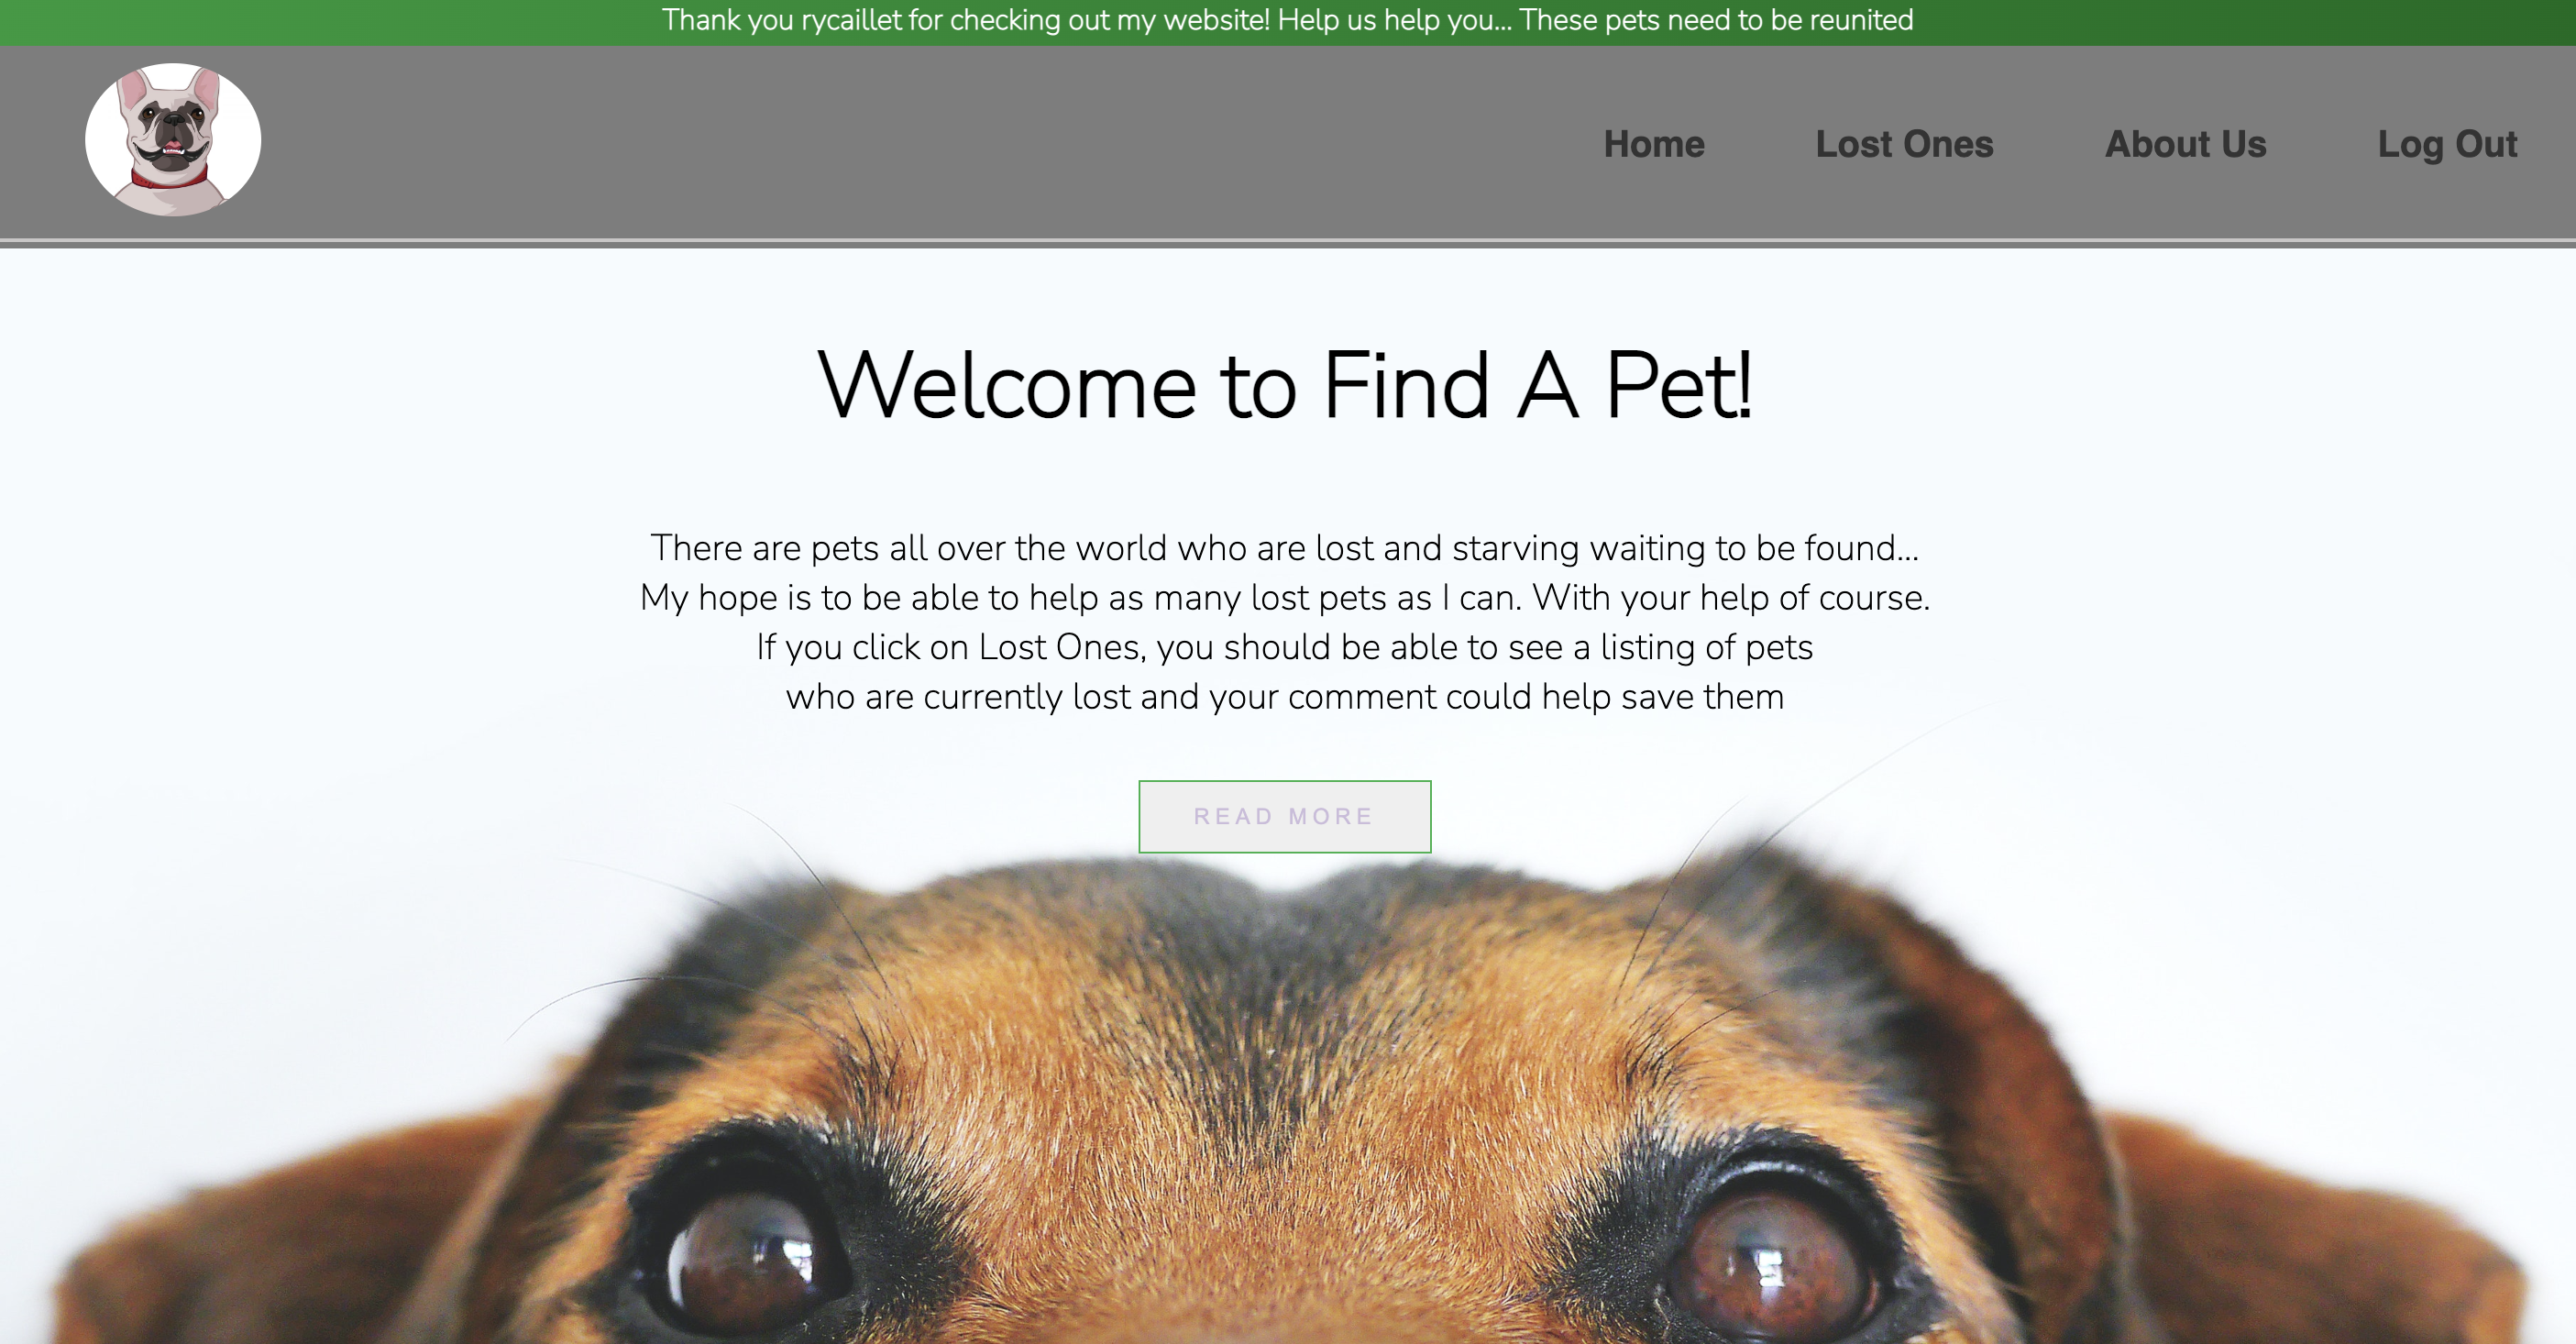 Thank you rycaillet for checking out my website! Help us help you... These pets need to be reunited
Home Lost Ones About Us Log Out
Welcome to Find A Pet!
There are pets all over the world who are lost and starving waiting to be found...
My hope is to be able to help as many lost pets as I can. With your help of course.
If you click on Lost Ones, you should be able to see a listing of pets
who are currently lost and your comment could help save them
READ MORE